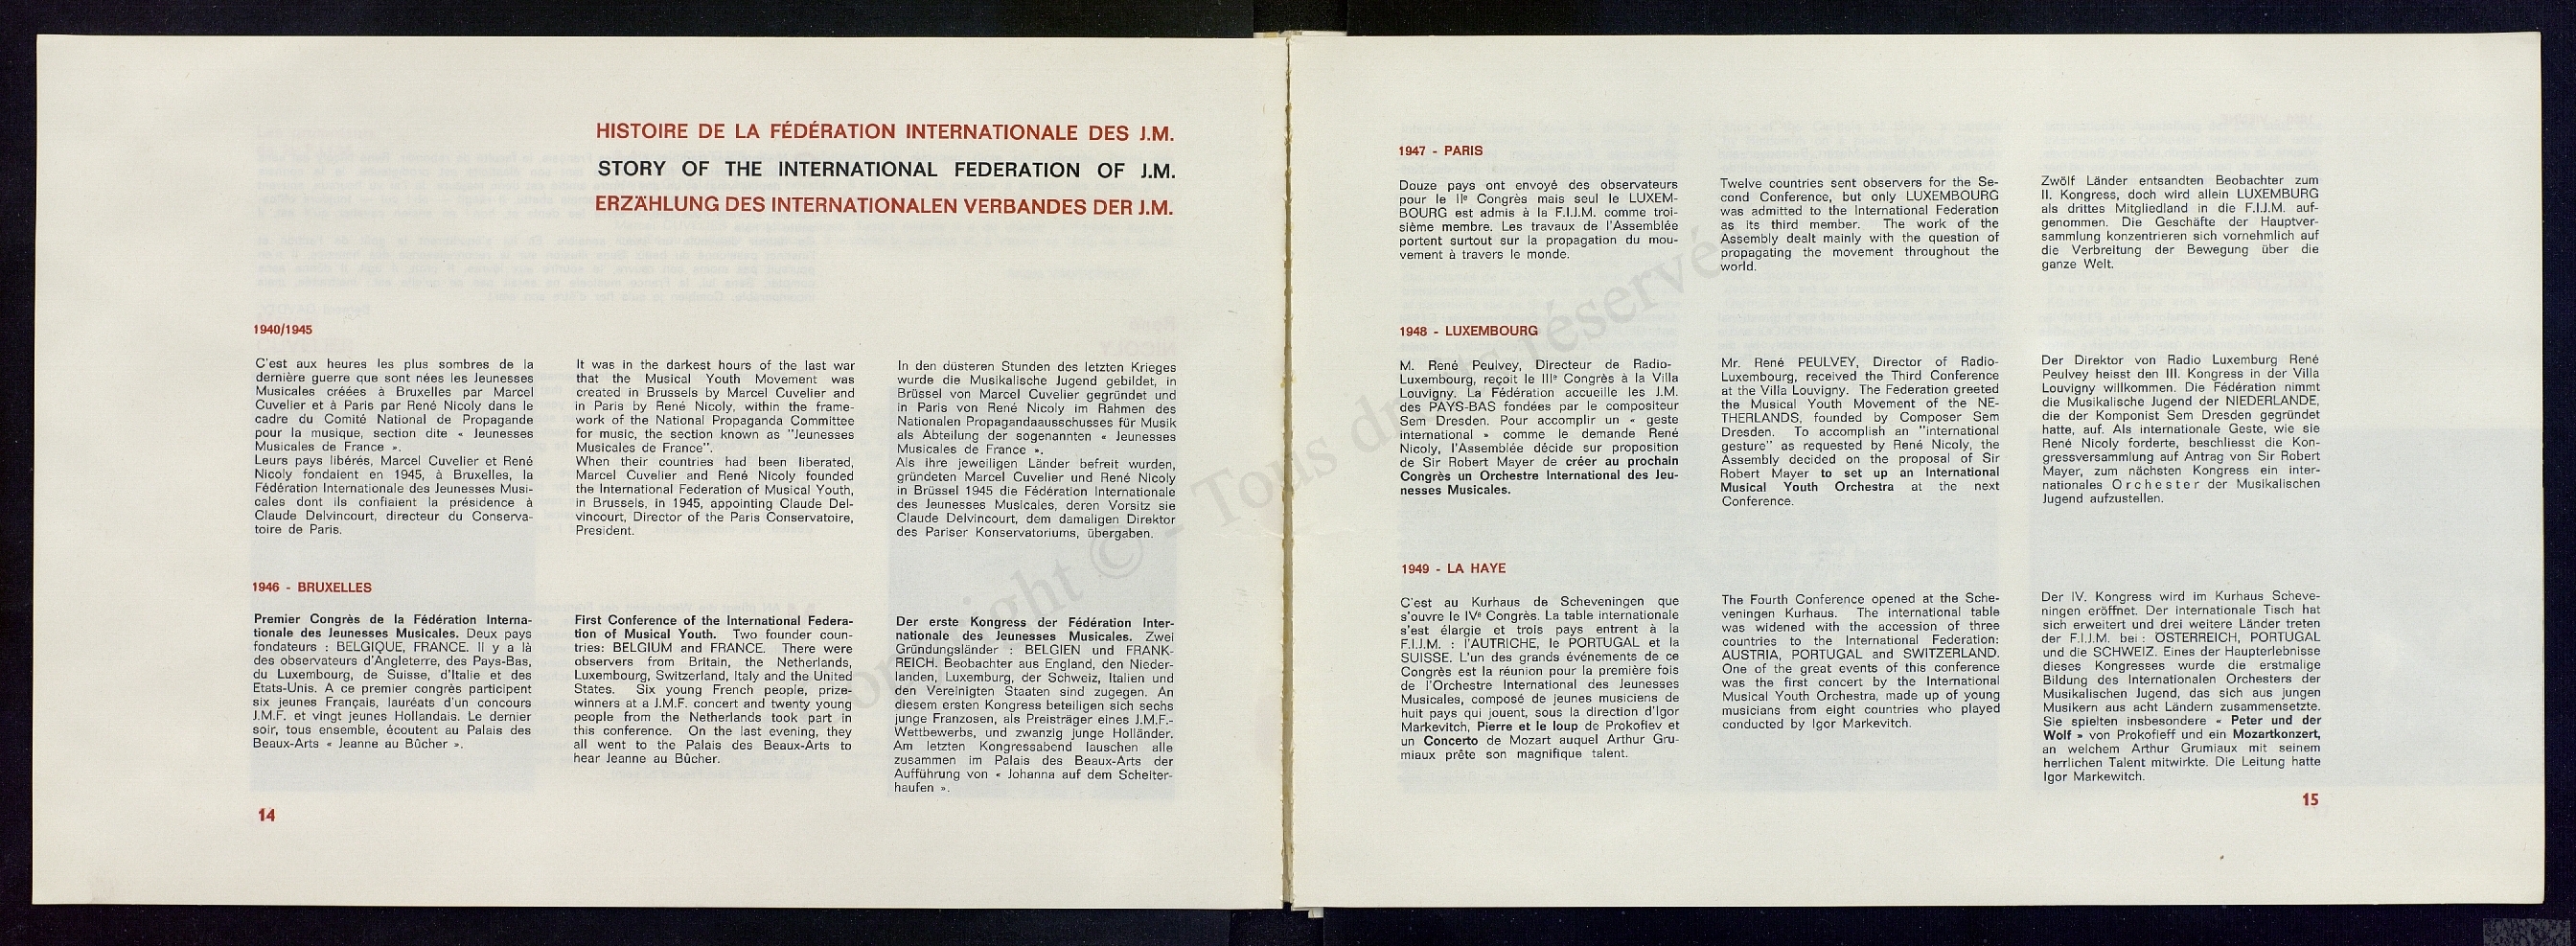 HISTOIRE DE LA FÉDÉRATION INTERNATIONALE DES J.M.
STORY OF THE INTERNATIONAL FEDERATION OF J.M.
ERZÄHLUNG DES INTERNATIONALEN VERBANDES DER J.M.
1940/1945
C'est aux heures les plus sombres de la
dernière guerre que sont nées les Jeunesses
Musicales créées à Bruxelles par Marcel
Cuvelier et à Paris par René Nicoly dans le
cadre du Comité National de Propagande
pour la musique, section dite « Jeunesses
Musicales de France ».
Leurs pays libérés, Marcel Cuvelier et René
Nicoly fondaient en 1945, à Bruxelles, la
Fédération Internationale des Jeunesses Musi-
cales dont ils confiaient la présidence à
Claude Delvincourt, directeur du Conserva-
toire de Paris.
It was in the darkest hours of the last war
that the Musical Youth Movement was
created in Brussels by Marcel Cuvelier and
in Paris by René Nicoly, within the frame-
work of the National Propaganda Committee
for music, the section known as "Jeunesses
Musicales de France".
When their countries had been liberated,
Marcel Cuvelier and René Nicoly founded
the International Federation of Musical Youth,
in Brussels, in 1945, appointing Claude Del-
vincourt, Director of the Paris Conservatoire,
President.
In den düsteren Stunden des letzten Krieges
wurde die Musikalische Jugend gebildet, in
Brüssel von Marcel Cuvelier gegründet und
in Paris von René Nicoly im Rahmen des
Nationalen Propagandaausschusses für Musik
als Abteilung der sogenannten « Jeunesses
Musicales de France ».
Als ihre jeweiligen Länder befreit wurden,
gründeten Marcel Cuvelier und René Nicoly
in Brüssel 1945 die Fédération Internationale
des Jeunesses Musicales, deren Vorsitz sie
Claude Delvincourt, dem damaligen Direktor
des Pariser Konservatoriums, übergaben.
1946 - BRUXELLES
Premier Congrès de la Fédération Interna-
tionale des Jeunesses Musicales. Deux pays
fondateurs : BELGIQUE, FRANCE. Il y a là
des observateurs d'Angleterre, des Pays-Bas,
du Luxembourg, de Suisse, d'Italie et des
Etats-Unis. A ce premier congrès participent
six jeunes Français, lauréats d'un concours
J.M.F. et vingt jeunes Hollandais. Le dernier
soir, tous ensemble, écoutent au Palais des
Beaux-Arts « Jeanne au Bûcher ».
First Conference of the International Federa-
tion of Musical Youth. Two founder coun-
tries: BELGIUM and FRANCE. There were
observers from Britain, the Netherlands,
Luxembourg, Switzerland, Italy and the United
States. Six young French people, prize-
winners at a J.M.F. concert and twenty young
people from the Netherlands took part in
this conference. On the last evening, they
all went to the Palais des Beaux-Arts to
hear Jeanne au Bûcher.
Der erste Kongress der Fédération Inter-
nationale des Jeunesses Musicales. Zwei
Gründungsländer : BELGIEN und FRANK-
REICH. Beobachter aus England, den Nieder-
landen, Luxemburg, der Schweiz, Italien und
den Vereinigten Staaten sind zugegen. An
diesem ersten Kongress beteiligen sich sechs
junge Franzosen, als Preisträger eines J.M.F.-
Wettbewerbs, und zwanzig junge Holländer.
Am letzten Kongressabend lauschen alle
zusammen im Palais des Beaux-Arts der
Aufführung von « Johanna auf dem Scheiter-
haufen ».
14
1947 - PARIS
Douze pays ont envoyé des observateurs
pour le IIe Congrès mais seul le LUXEM-
BOURG est admis à la F.I.J.M. comme troi-
sième membre. Les travaux de l'Assemblée
portent surtout sur la propagation du mou-
vement à travers le monde.
Twelve countries sent observers for the Se-
cond Conference, but only LUXEMBOURG
was admitted to the International Federation
as its third member. The work of the
Assembly dealt mainly with the question of
propagating the movement throughout the
world.
Zwölf Länder entsandten Beobachter zum
II. Kongress, doch wird allein LUXEMBURG
als drittes Mitgliedland in die F.I.J.M. auf-
genommen. Die Geschäfte der Hauptver-
sammlung konzentrieren sich vornehmlich auf
die Verbreitung der Bewegung über die
ganze Welt.
1948 - LUXEMBOURG
M. René Peulvey, Directeur de Radio-
Luxembourg, reçoit le IIIe Congrès à la Villa
Louvigny. La Fédération accueille les J.M.
des PAYS-BAS fondées par le compositeur
Sem Dresden. Pour accomplir un « geste
international » comme le demande René
Nicoly, l'Assemblée décide sur proposition
de Sir Robert Mayer de créer au prochain
Congrès un Orchestre International des Jeu-
nesses Musicales.
Mr. René PEULVEY, Director of Radio-
Luxembourg, received the Third Conference
at the Villa Louvigny. The Federation greeted
the Musical Youth Movement of the NE-
THERLANDS, founded by Composer Sem
Dresden. To accomplish an "international
gesture" as requested by René Nicoly, the
Assembly decided on the proposal of Sir
Robert Mayer to set up an International
Musical Youth Orchestra at the next
Conference.
Der Direktor von Radio Luxemburg René
Peulvey heisst den III. Kongress in der Villa
Louvigny willkommen. Die Fédération nimmt
die Musikalische Jugend der NIEDERLANDE,
die der Komponist Sem Dresden gegründet
hatte, auf. Als internationale Geste, wie sie
René Nicoly forderte, beschliesst die Kon-
gressversammlung auf Antrag von Sir Robert
Mayer, zum nächsten Kongress ein inter-
nationales Orchester der Musikalischen
Jugend aufzustellen.
1949 - LA HAYE
C'est au Kurhaus de Scheveningen que
s'ouvre le IVe Congrès. La table internationale
s'est élargie et trois pays entrent à la
F.I.J.M. : l'AUTRICHE, le PORTUGAL et la
SUISSE. L'un des grands événements de ce
Congrès est la réunion pour la première fois
de l'Orchestre International des Jeunesses
Musicales, composé de jeunes musiciens de
huit pays qui jouent, sous la direction d'Igor
Markevitch, Pierre et le loup de Prokofiev et
un Concerto de Mozart auquel Arthur Gru-
miaux prête son magnifique talent.
The Fourth Conference opened at the Sche-
veningen Kurhaus. The international table
was widened with the accession of three
countries to the International Federation:
AUSTRIA, PORTUGAL and SWITZERLAND.
One of the great events of this conference
was the first concert by the International
Musical Youth Orchestra, made up of young
musicians from eight countries who played
conducted by Igor Markevitch.
Der IV. Kongress wird im Kurhaus Scheve-
ningen eröffnet. Der internationale Tisch hat
sich erweitert und drei weitere Länder treten
der F.I.J.M. bei : ÖSTERREICH, PORTUGAL
und die SCHWEIZ. Eines der Haupterlebnisse
dieses Kongresses wurde die erstmalige
Bildung des Internationalen Orchesters der
Musikalischen Jugend, das sich aus jungen
Musikern aus acht Ländern zusammensetzte.
Sie spielten insbesondere « Peter und der
Wolf » von Prokofieff und ein Mozartkonzert,
an welchem Arthur Grumiaux mit seinem
herrlichen Talent mitwirkte. Die Leitung hatte
Igor Markewitch.
15
Copyright © - Tous droits réservés